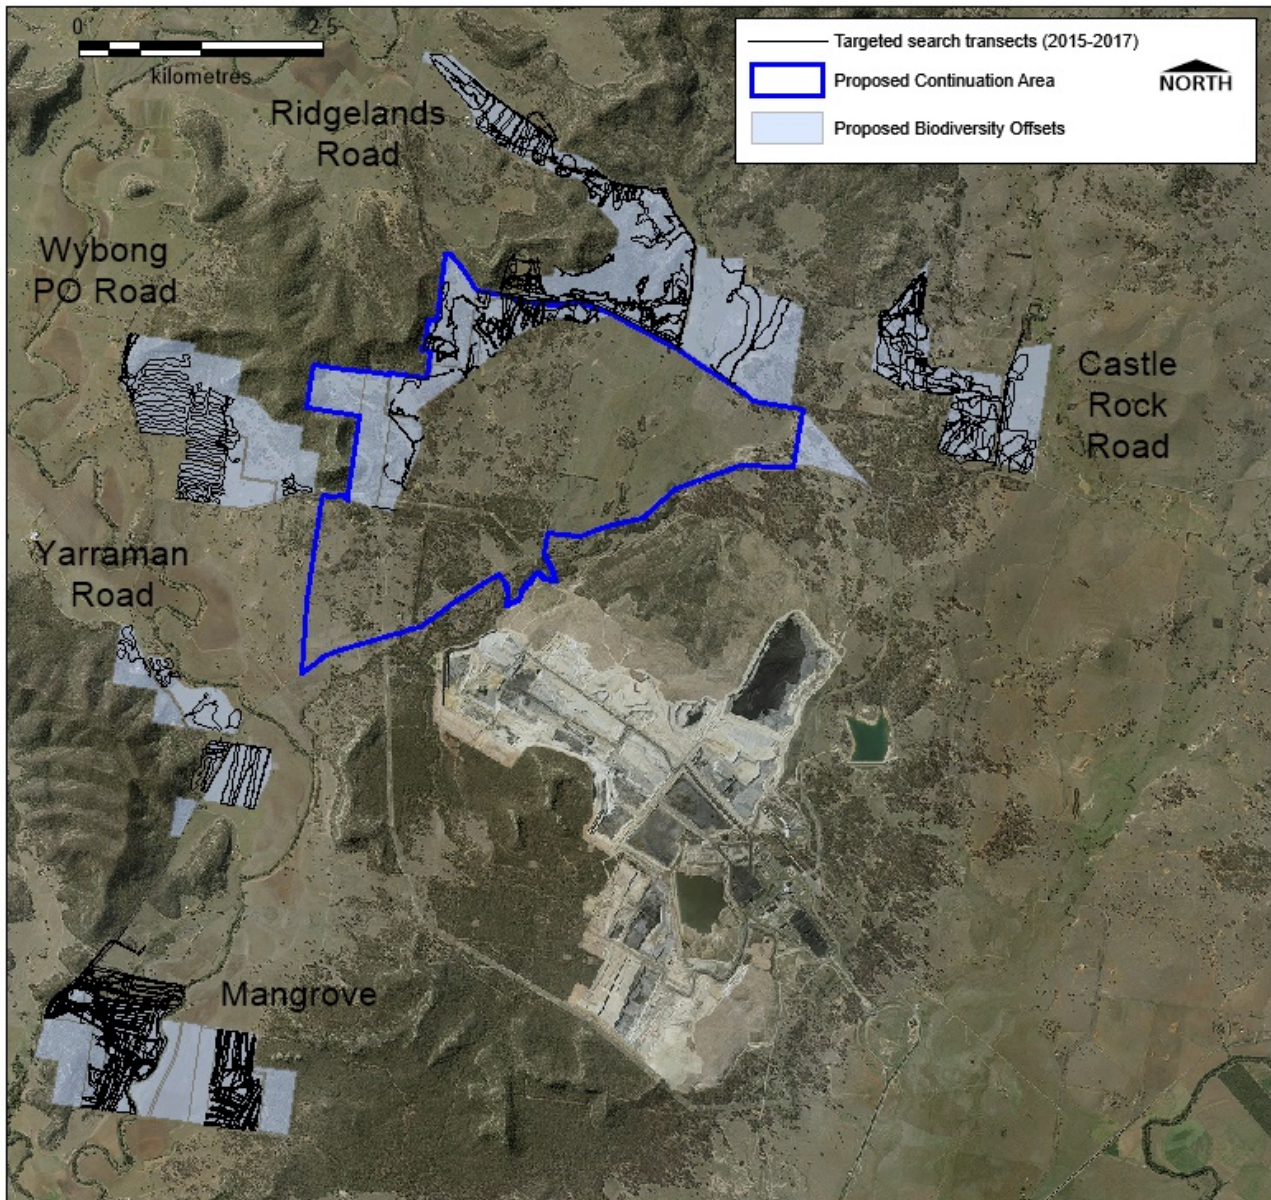 0 2.5
kilometres
Targeted search transects (2015-2017)
Proposed Continuation Area
NORTH
Proposed Biodiversity Offsets
Ridgelands
Road
Wybong
PO Road
Castle
Rock
Road
Yarraman
Road
Mangrove